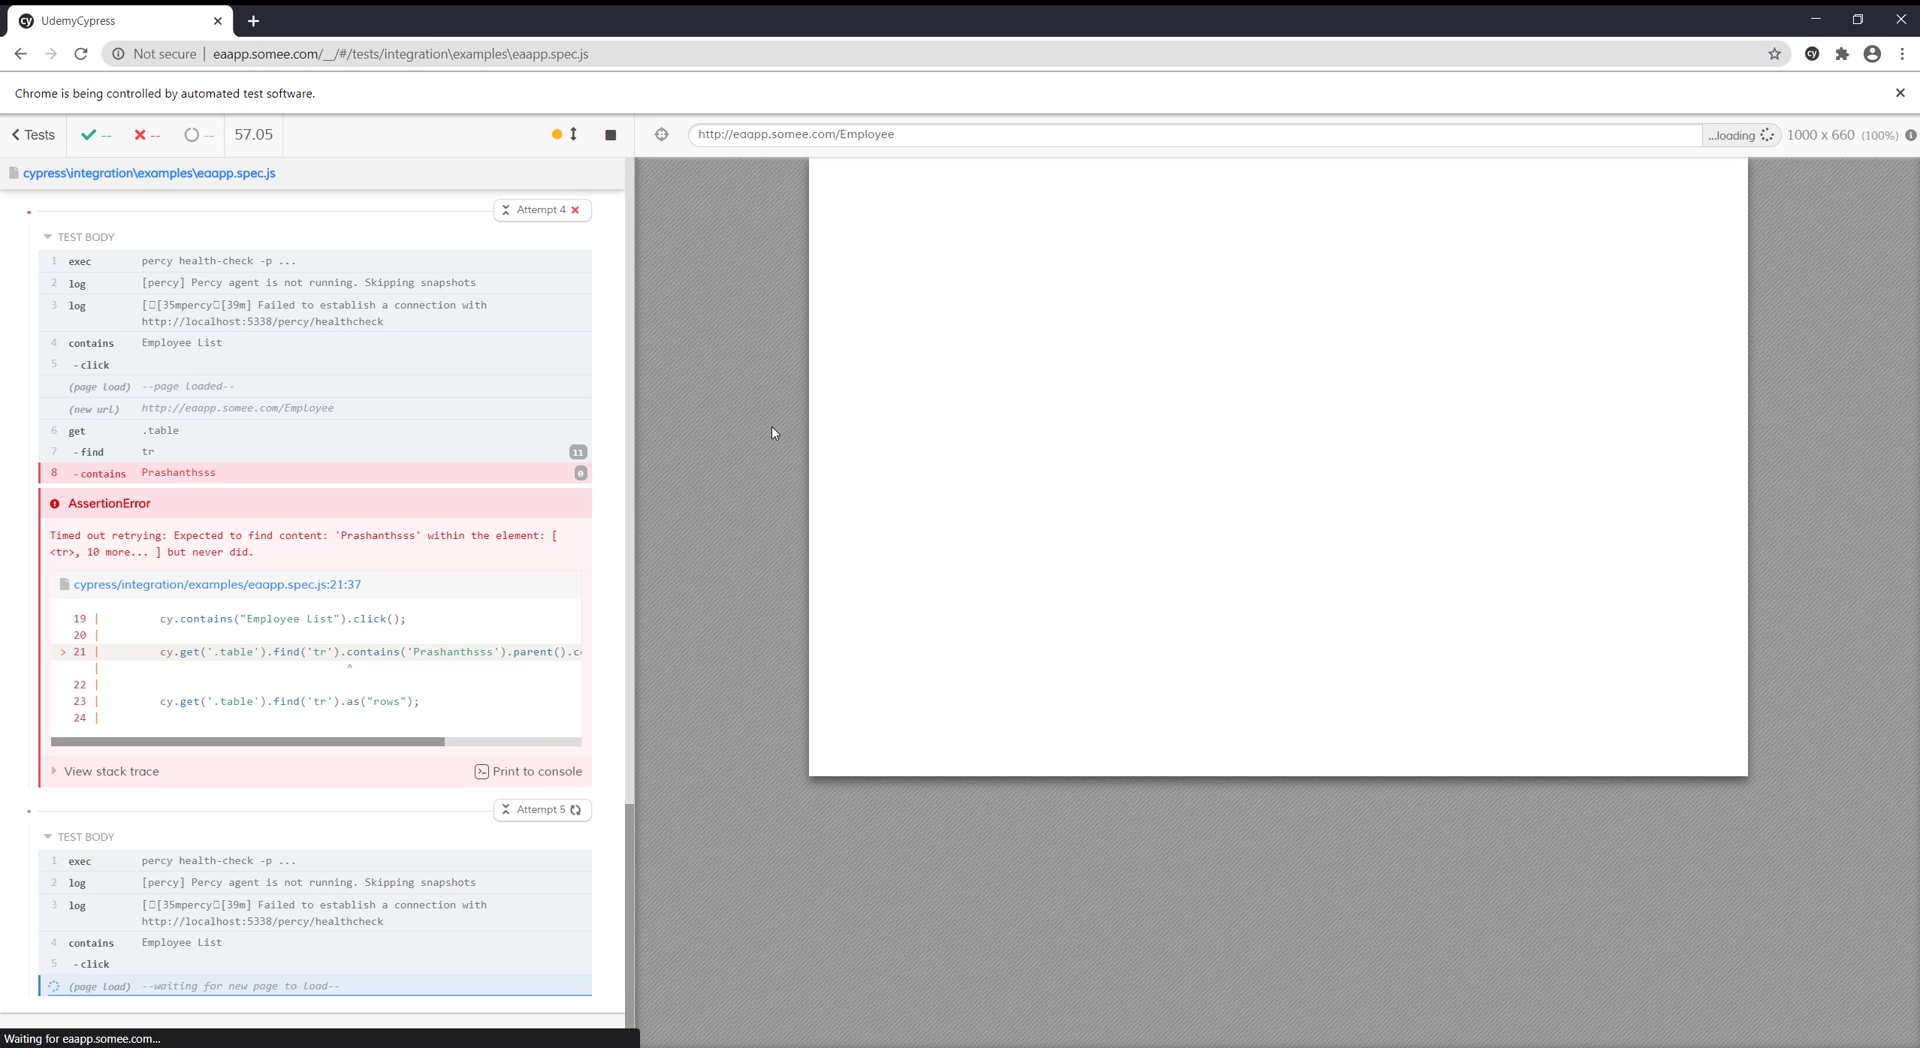 UdemyCypress
Not secure | eaapp.somee.com/__/#/tests/integration\examples\eaapp.spec.js
Chrome is being controlled by automated test software.
Tests -- -- -- 57.05
http://eaapp.somee.com/Employee ...loading 1000 x 660 (100%)
cypress\integration\examples\eaapp.spec.js
Attempt 4
TEST BODY
1 exec percy health-check -p ...
2 log [percy] Percy agent is not running. Skipping snapshots
3 log [□[35mpercy□[39m] Failed to establish a connection with
http://localhost:5338/percy/healthcheck
4 contains Employee List
5 -click
(page load) --page loaded--
(new url) http://eaapp.somee.com/Employee
6 get .table
7 -find tr 11
8 -contains Prashanthsss 0
AssertionError
Timed out retrying: Expected to find content: 'Prashanthsss' within the element: [
<tr>, 10 more... ] but never did.
cypress/integration/examples/eaapp.spec.js:21:37
19 | cy.contains("Employee List").click();
20 |
> 21 | cy.get('.table').find('tr').contains('Prashanthsss').parent().c
| ^
22 |
23 | cy.get('.table').find('tr').as("rows");
24 |
View stack trace Print to console
Attempt 5
TEST BODY
1 exec percy health-check -p ...
2 log [percy] Percy agent is not running. Skipping snapshots
3 log [□[35mpercy□[39m] Failed to establish a connection with
http://localhost:5338/percy/healthcheck
4 contains Employee List
5 -click
(page load) --waiting for new page to load--
Waiting for eaapp.somee.com...